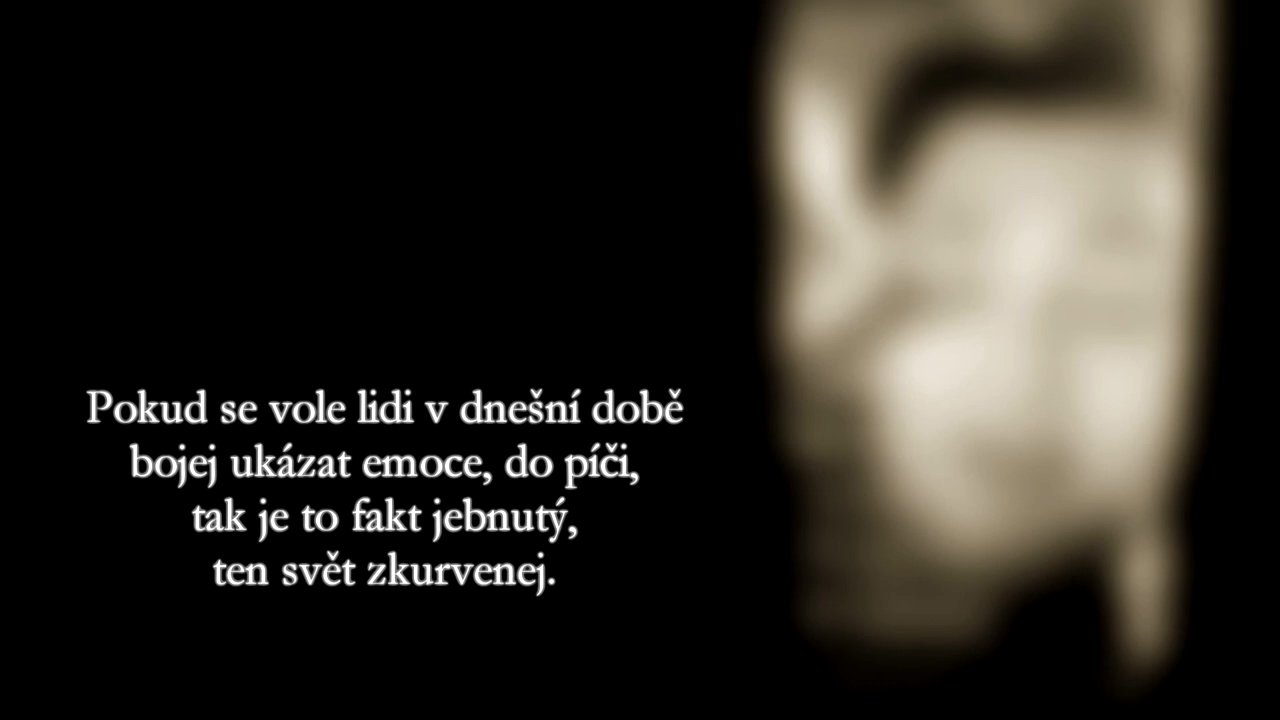 Pokud se vole lidi v dnešní době
bojej ukázat emoce, do píči,
tak je to fakt jebnutý,
ten svět zkurvenej.